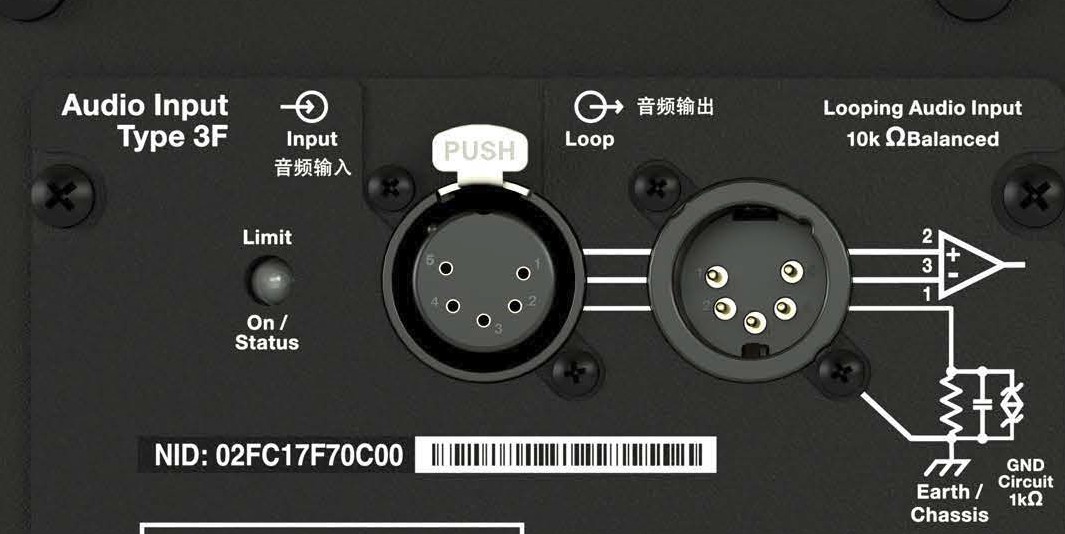 Audio Input
Type 3F
Input
音频输入
PUSH
Loop
音频输出
Looping Audio Input
10k ΩBalanced
Limit
On /
Status
5
1
4
2
3
1
2
2
3
1
+
-
NID: 02FC17F70C00
Earth /
Chassis
GND
Circuit
1kΩ